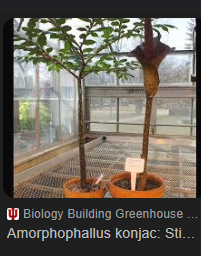 Biology Building Greenhouse ...
Amorphophallus konjac: Sti...